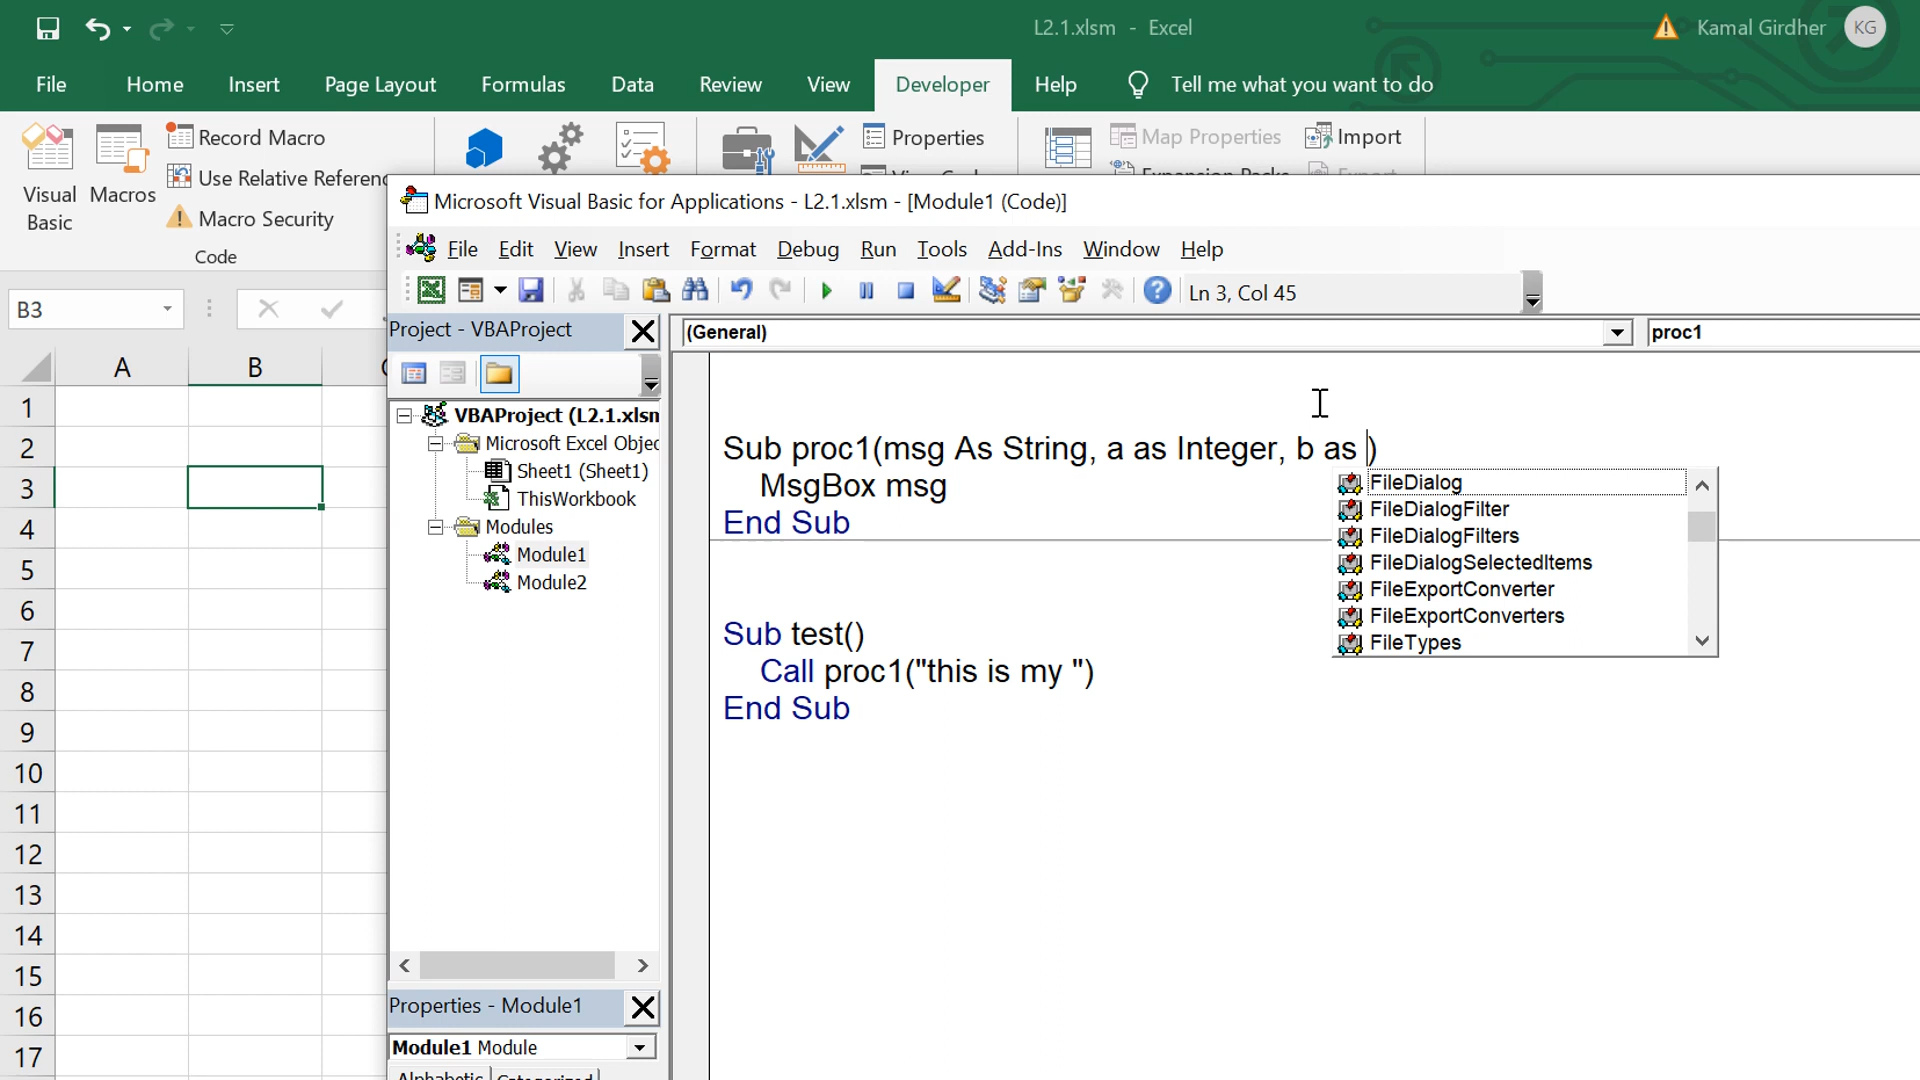 L2.1.xlsm - Excel
Kamal Girdher
KG
File Home Insert Page Layout Formulas Data Review View Developer Help Tell me what you want to do
Visual Basic
Macros
Record Macro
Use Relative Referenc
Macro Security
Code
Properties
Map Properties
Import
Microsoft Visual Basic for Applications - L2.1.xlsm - [Module1 (Code)]
File Edit View Insert Format Debug Run Tools Add-Ins Window Help
Ln 3, Col 45
B3
Project - VBAProject
(General)
proc1
A B
1
2
3
4
5
6
7
8
9
10
11
12
13
14
15
16
17
VBAProject (L2.1.xlsm
Microsoft Excel Objec
Sheet1 (Sheet1)
ThisWorkbook
Modules
Module1
Module2
Sub proc1(msg As String, a as Integer, b as )
MsgBox msg
End Sub
FileDialog
FileDialogFilter
FileDialogFilters
FileDialogSelectedItems
FileExportConverter
FileExportConverters
FileTypes
Sub test()
Call proc1("this is my ")
End Sub
Properties - Module1
Module1 Module
Alphabetic Categorized